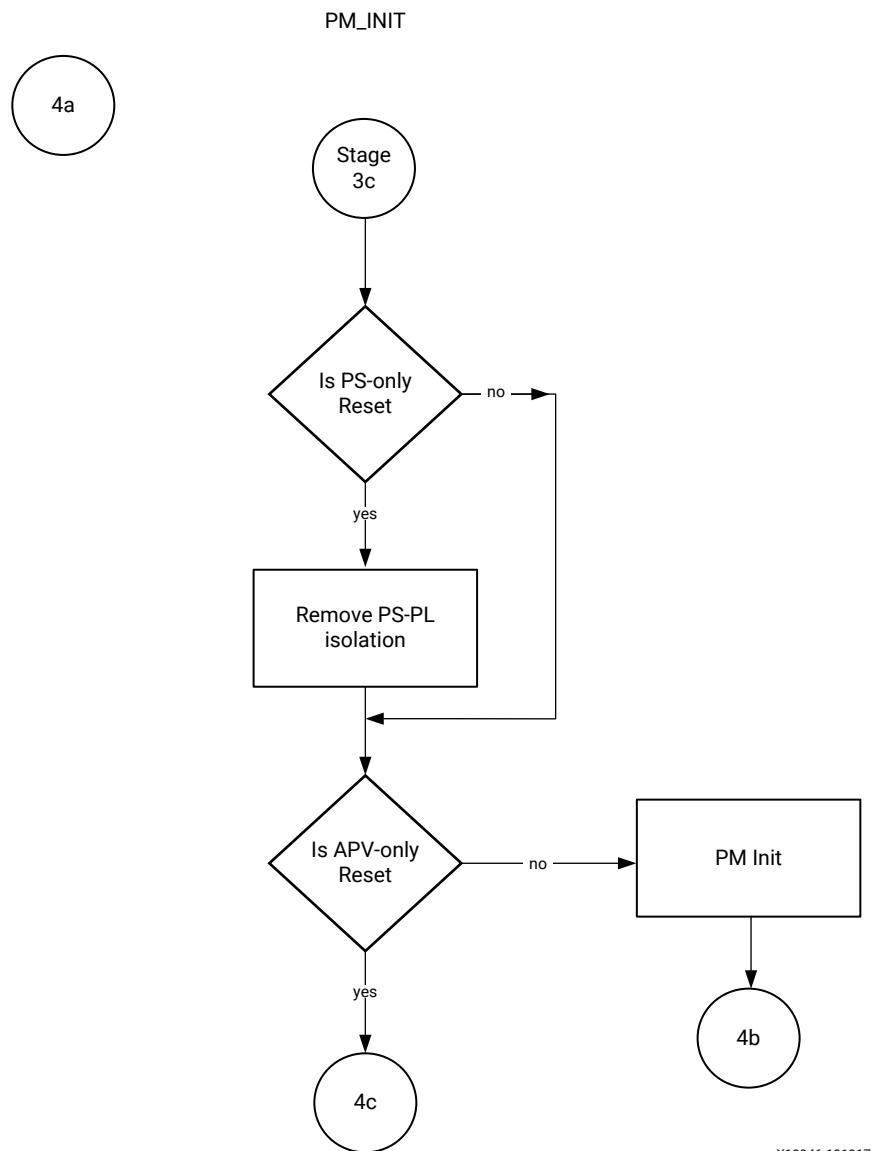 PM_INIT
4a
Stage
3c
Is PS-only
Reset
no
yes
Remove PS-PL
isolation
Is APV-only
Reset
no
PM Init
yes
4b
4c